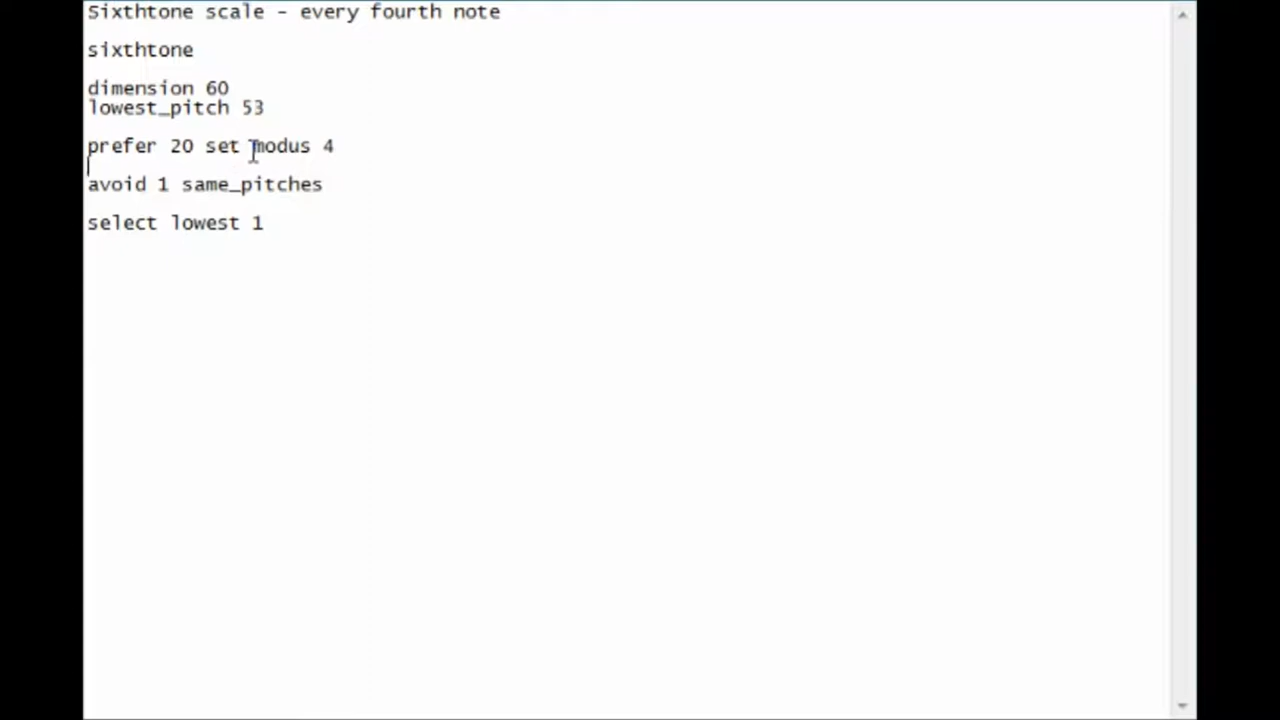 Sixthtone scale - every fourth note
sixthtone
dimension 60
lowest_pitch 53
prefer 20 set modus 4
avoid 1 same_pitches
select lowest 1